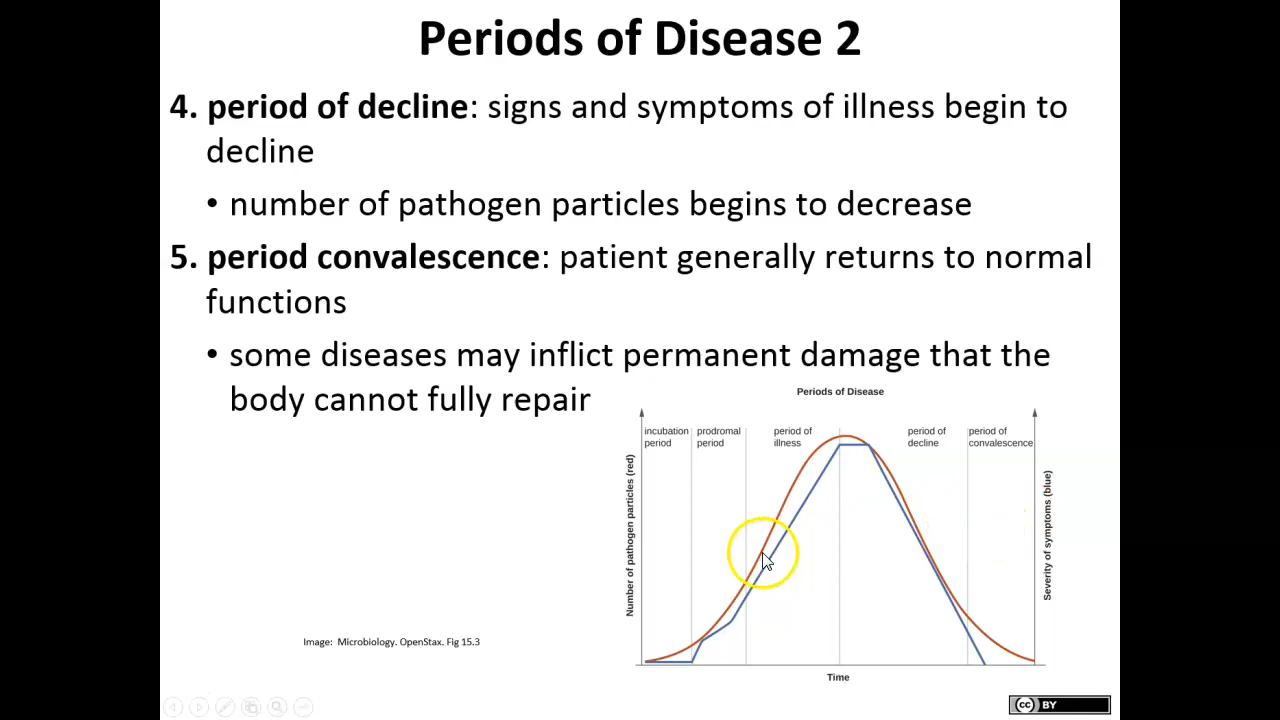 Periods of Disease 2
4. period of decline: signs and symptoms of illness begin to
decline
• number of pathogen particles begins to decrease
5. period convalescence: patient generally returns to normal
functions
• some diseases may inflict permanent damage that the
body cannot fully repair
Periods of Disease
incubation
period
prodromal
period
period of
illness
period of
decline
period of
convalescence
Number of pathogen particles (red)
Severity of symptoms (blue)
Time
Image: Microbiology. OpenStax. Fig 15.3
cc BY